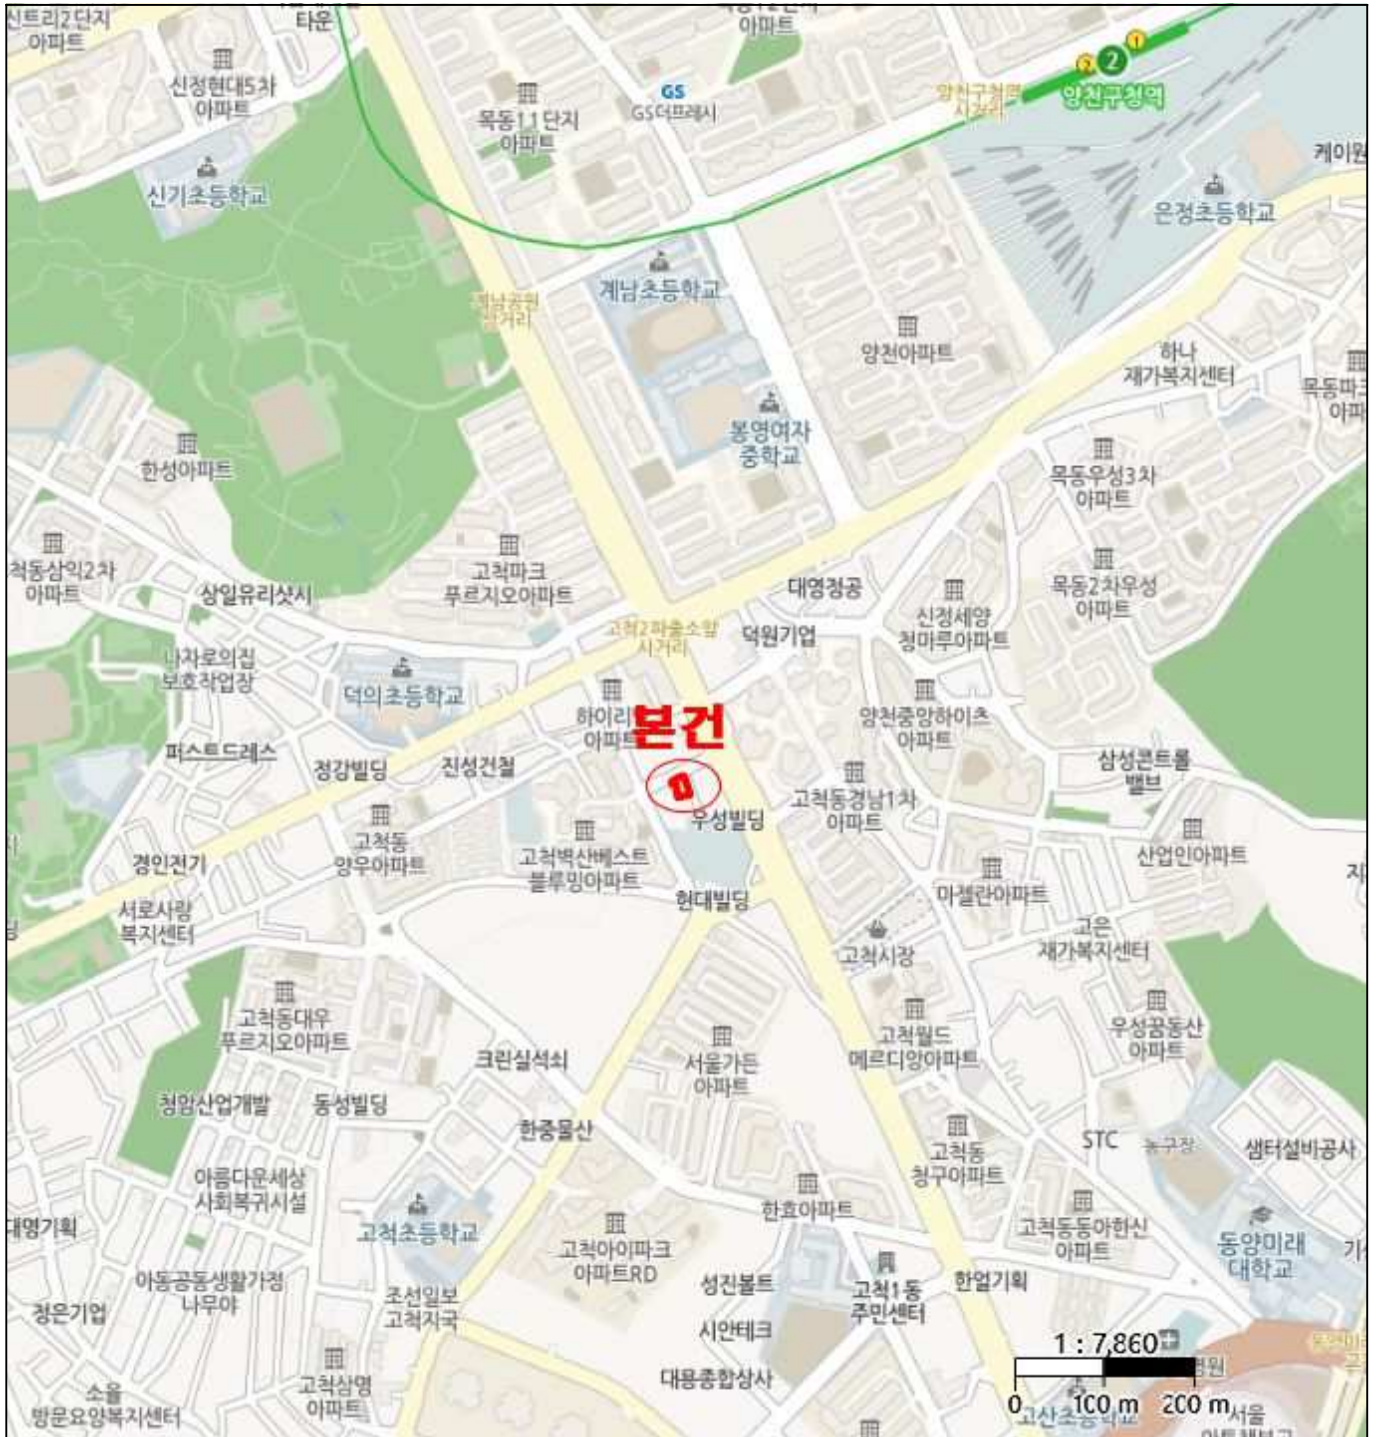 신트리2단지
아파트
타운
아파트
신정현대5차
아파트
목동11단지
아파트
GS
GS더프레시
양천구청역
사거리
1
2
2
양천구청역
케이원
신기초등학교
은정초등학교
계남초등학교
계남공원
사거리
양천아파트
하나
재가복지센터
목동파크
아파
봉영여자
중학교
한성아파트
목동우성3차
아파트
척동삼익2차
아파트
상일유리샷시
고척파크
푸르지오아파트
대영정공
신정세양
청마루아파트
목동2차우성
아파트
고척2파출소앞
사거리
덕원기업
나자로의집
보호작업장
덕의초등학교
하이리
아파트
본건
1
양천중앙하이츠
아파트
퍼스트드레스
정강빌딩
진성건철
삼성콘트롤
밸브
고척동경남1차
아파트
우성빌딩
고척동
양우아파트
고척벽산베스트
블루밍아파트
경인전기
산업인아파트
마젤란아파트
현대빌딩
서로사랑
복지센터
고은
재가복지센터
고척시장
고척동대우
푸르지오아파트
고척월드
메르디앙아파트
우성꿈동산
아파트
크린실석쇠
서울가든
아파트
청암산업개발
동성빌딩
한중물산
고척동
청구아파트
STC
농구장
샘터설비공사
아름다운세상
사회복귀시설
고척초등학교
한효아파트
고척동동아한신
아파트
동양미래
대학교
대명기획
고척아이파크
아파트RD
성진볼트
고척1동
주민센터
한얼기획
아동공동생활가정
나무야
조선일보
고척지국
정은기업
시안테크
1 : 7,860
대용종합상사
고척삼명
아파트
소율
방문요양복지센터
0 100 m 200 m
고산초등학교
서울